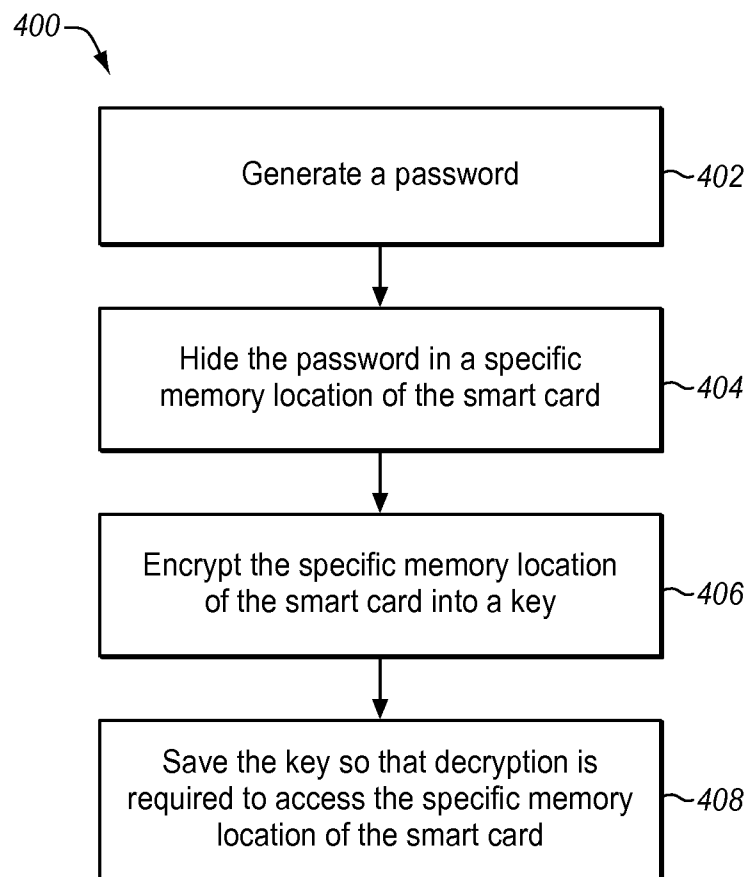 400
Generate a password
402
Hide the password in a specific
memory location of the smart card
404
Encrypt the specific memory location
of the smart card into a key
406
Save the key so that decryption is
required to access the specific memory
location of the smart card
408